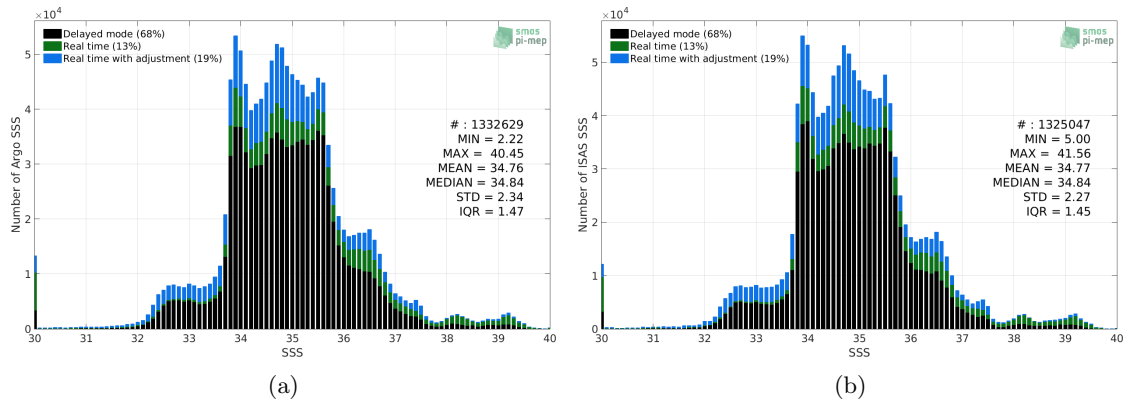 ×10⁴
Delayed mode (68%)
Real time (13%)
Real time with adjustment (19%)
smos
pi-mep
# : 1332629
MIN = 2.22
MAX = 40.45
MEAN = 34.76
MEDIAN = 34.84
STD = 2.34
IQR = 1.47
Number of Argo SSS
5
4
3
2
1
0
30 31 32 33 34 35 36 37 38 39 40
SSS
(a)
×10⁴
Delayed mode (68%)
Real time (13%)
Real time with adjustment (19%)
smos
pi-mep
# : 1325047
MIN = 5.00
MAX = 41.56
MEAN = 34.77
MEDIAN = 34.84
STD = 2.27
IQR = 1.45
Number of ISAS SSS
5
4
3
2
1
0
30 31 32 33 34 35 36 37 38 39 40
SSS
(b)